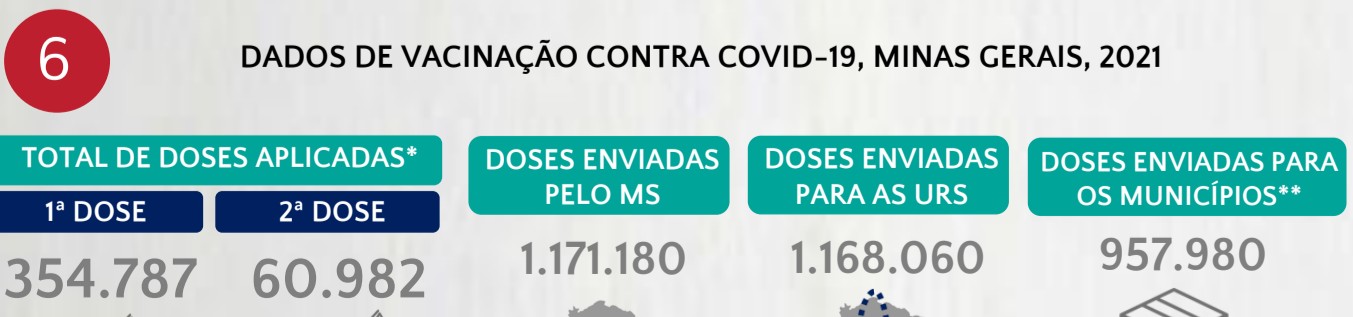 6
DADOS DE VACINAÇÃO CONTRA COVID-19, MINAS GERAIS, 2021
TOTAL DE DOSES APLICADAS*
1ª DOSE
2ª DOSE
354.787
60.982
DOSES ENVIADAS
PELO MS
1.171.180
DOSES ENVIADAS
PARA AS URS
1.168.060
DOSES ENVIADAS PARA
OS MUNICÍPIOS**
957.980